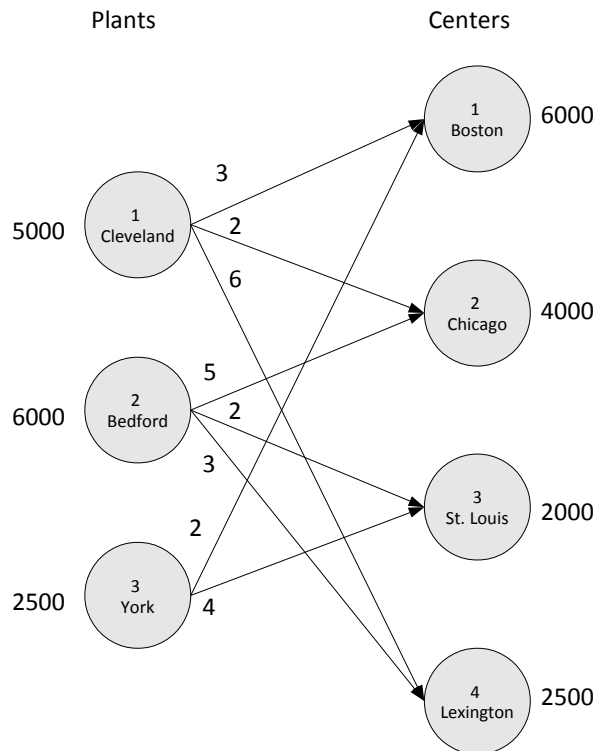 Plants
Centers
1
Boston
6000
3
1
Cleveland
5000
2
6
2
Chicago
4000
5
2
Bedford
6000
2
3
3
St. Louis
2000
2
3
York
2500
4
4
Lexington
2500